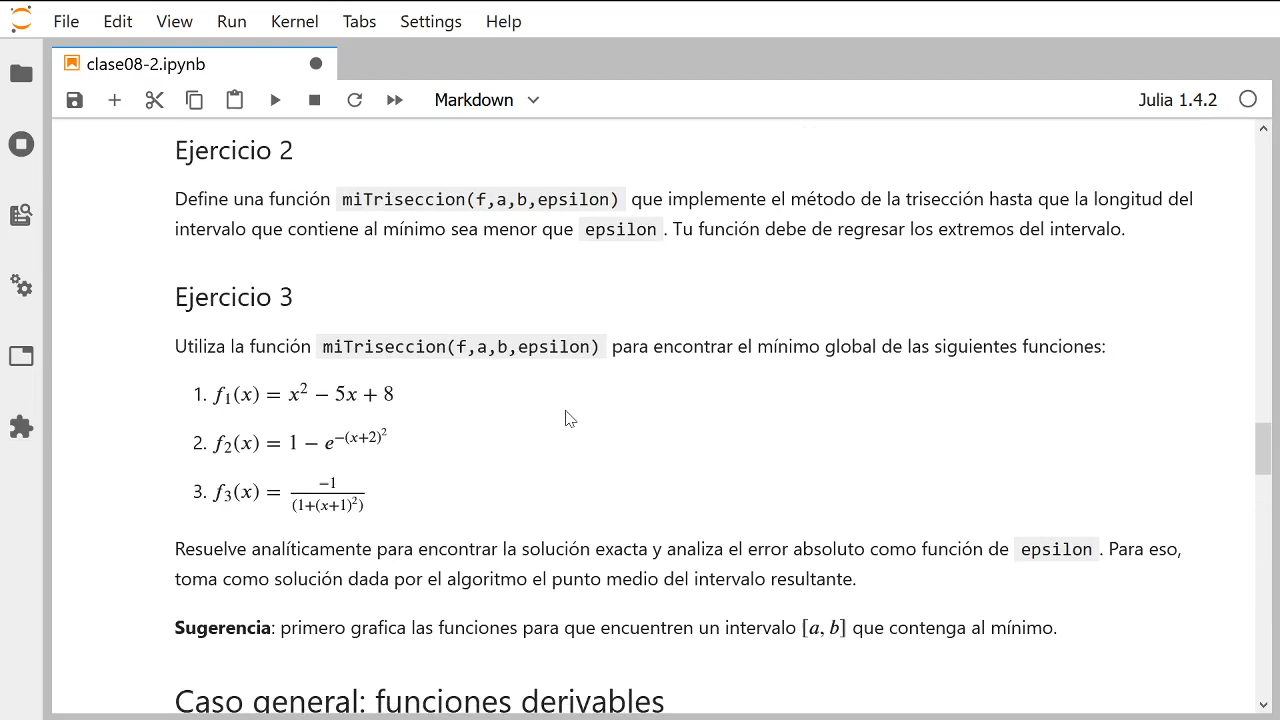 File Edit View Run Kernel Tabs Settings Help
clase08-2.ipynb
Markdown
Julia 1.4.2
Ejercicio 2
Define una función miTriseccion(f,a,b,epsilon) que implemente el método de la trisección hasta que la longitud del
intervalo que contiene al mínimo sea menor que epsilon. Tu función debe de regresar los extremos del intervalo.
Ejercicio 3
Utiliza la función miTriseccion(f,a,b,epsilon) para encontrar el mínimo global de las siguientes funciones:
1. f₁(x) = x² − 5x + 8
2. f₂(x) = 1 − e^{−(x+2)²}
3. f₃(x) = \frac{−1}{(1+(x+1)²)}
Resuelve analíticamente para encontrar la solución exacta y analiza el error absoluto como función de epsilon. Para eso,
toma como solución dada por el algoritmo el punto medio del intervalo resultante.
Sugerencia: primero grafica las funciones para que encuentren un intervalo [a, b] que contenga al mínimo.
Caso general: funciones derivables